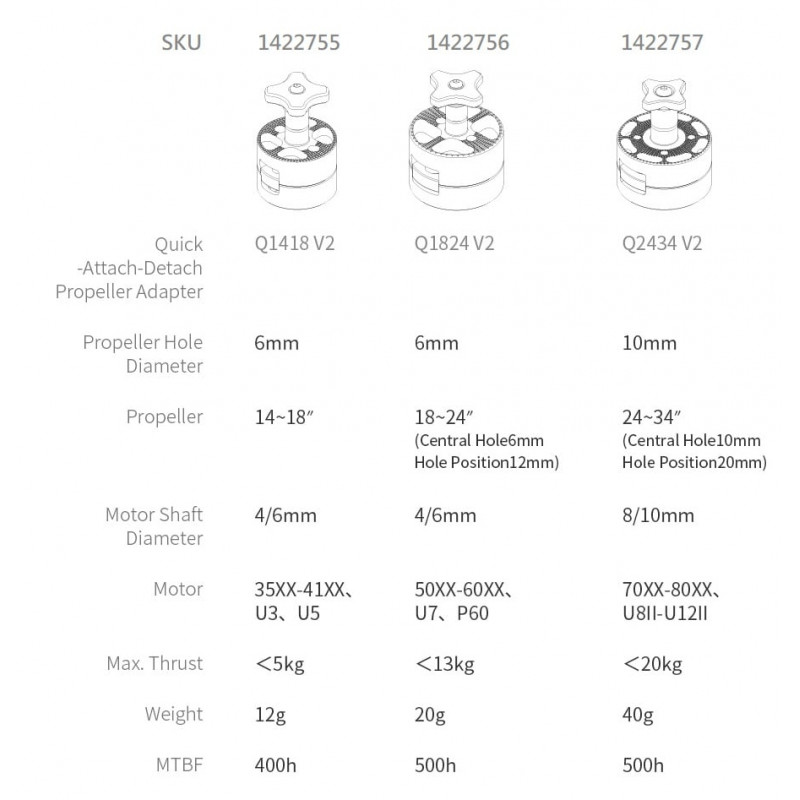 SKU 1422755 1422756 1422757
Quick Q1418 V2 Q1824 V2 Q2434 V2
-Attach-Detach
Propeller Adapter
Propeller Hole 6mm 6mm 10mm
Diameter
Propeller 14~18″ 18~24″ 24~34″
(Central Hole6mm (Central Hole10mm
Hole Position12mm) Hole Position20mm)
Motor Shaft 4/6mm 4/6mm 8/10mm
Diameter
Motor 35XX-41XX、 50XX-60XX、 70XX-80XX、
U3、U5 U7、P60 U8II-U12II
Max. Thrust <5kg <13kg <20kg
Weight 12g 20g 40g
MTBF 400h 500h 500h